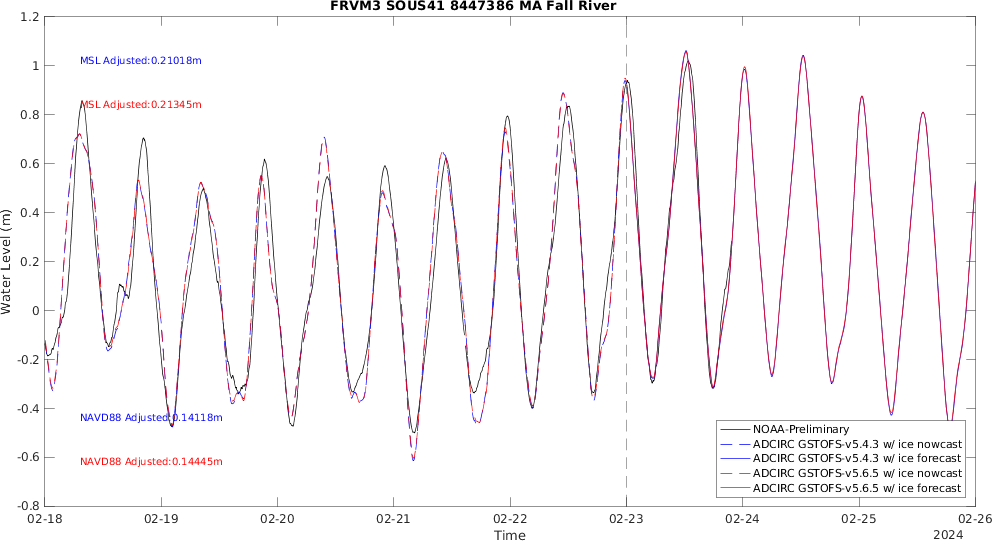 FRVM3 SOUS41 8447386 MA Fall River
1.2
1
0.8
0.6
0.4
0.2
0
-0.2
-0.4
-0.6
-0.8
Water Level (m)
MSL Adjusted:0.21018m
MSL Adjusted:0.21345m
NAVD88 Adjusted:0.14118m
NAVD88 Adjusted:0.14445m
NOAA-Preliminary
ADCIRC GSTOFS-v5.4.3 w/ ice nowcast
ADCIRC GSTOFS-v5.4.3 w/ ice forecast
ADCIRC GSTOFS-v5.6.5 w/ ice nowcast
ADCIRC GSTOFS-v5.6.5 w/ ice forecast
02-18 02-19 02-20 02-21 02-22 02-23 02-24 02-25 02-26
Time
2024